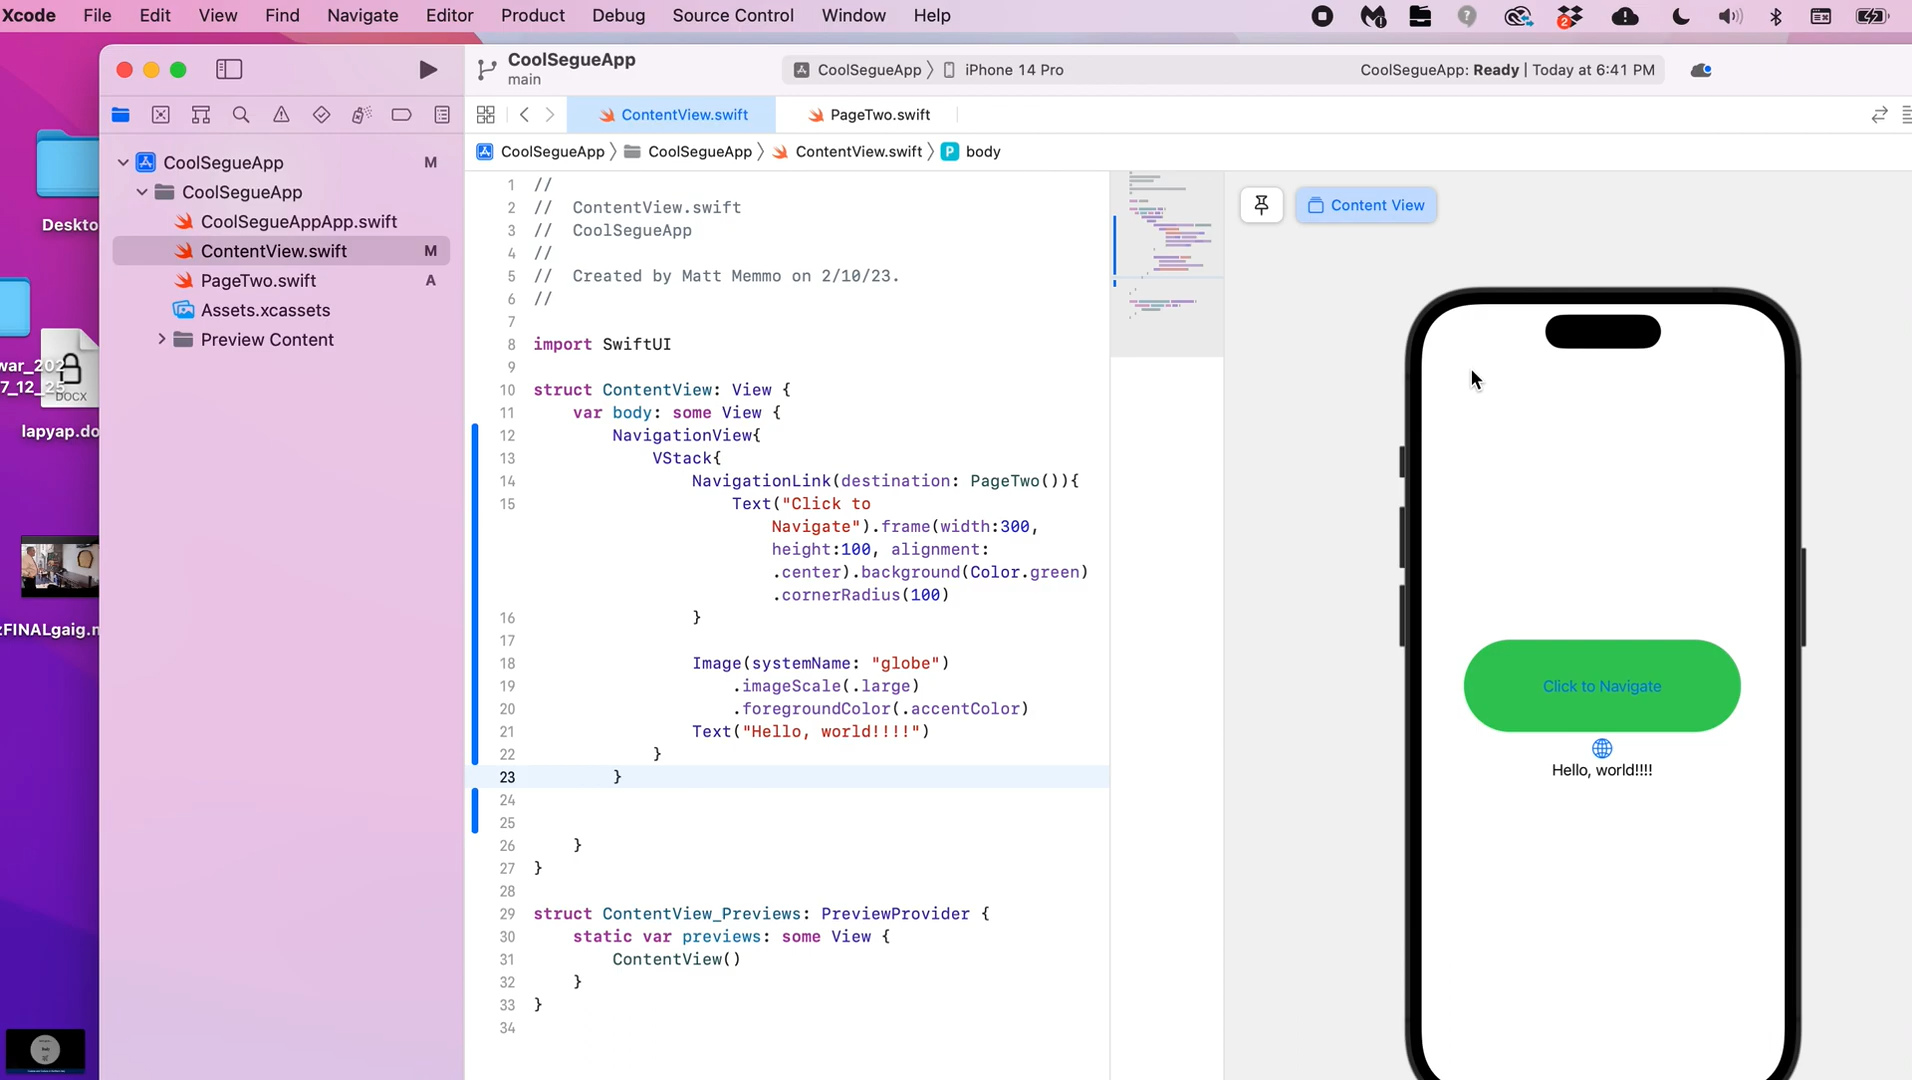 Xcode File Edit View Find Navigate Editor Product Debug Source Control Window Help
2
CoolSegueApp
main
CoolSegueApp iPhone 14 Pro
CoolSegueApp: Ready | Today at 6:41 PM
ContentView.swift
PageTwo.swift
CoolSegueApp CoolSegueApp ContentView.swift P body
CoolSegueApp M
CoolSegueApp
CoolSegueAppApp.swift
ContentView.swift M
PageTwo.swift A
Assets.xcassets
Preview Content
Deskto
war_202
7_12_25
DOCX
lapyap.do
zFINALgaig.m
1 //
2 // ContentView.swift
3 // CoolSegueApp
4 //
5 // Created by Matt Memmo on 2/10/23.
6 //
7
8 import SwiftUI
9
10 struct ContentView: View {
11 var body: some View {
12 NavigationView{
13 VStack{
14 NavigationLink(destination: PageTwo()){
15 Text("Click to
Navigate").frame(width:300,
height:100, alignment:
.center).background(Color.green)
.cornerRadius(100)
16 }
17
18 Image(systemName: "globe")
19 .imageScale(.large)
20 .foregroundColor(.accentColor)
21 Text("Hello, world!!!!")
22 }
23 }
24
25
26 }
27 }
28
29 struct ContentView_Previews: PreviewProvider {
30 static var previews: some View {
31 ContentView()
32 }
33 }
34
Content View
Click to Navigate
Hello, world!!!!